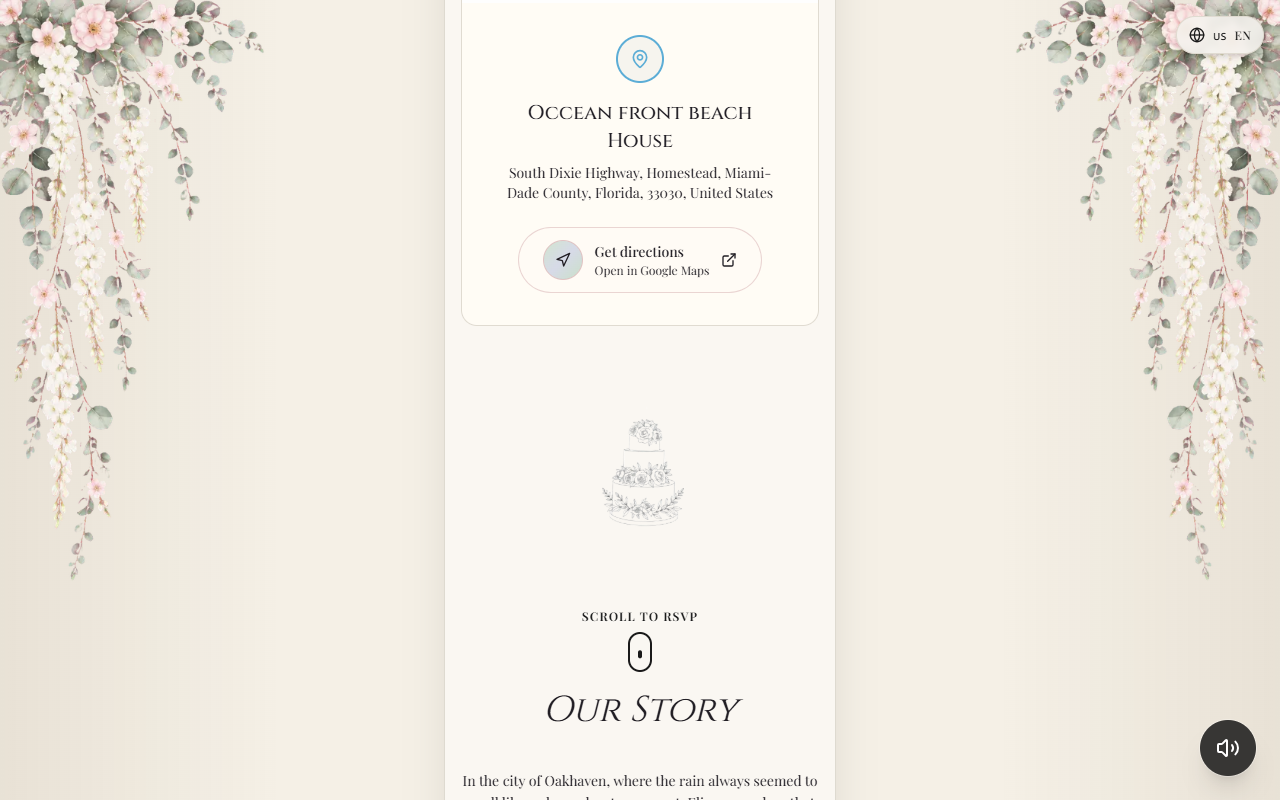 US EN
Occean front beach
House
South Dixie Highway, Homestead, Miami-
Dade County, Florida, 33030, United States
Get directions
Open in Google Maps
SCROLL TO RSVP
Our Story
In the city of Oakhaven, where the rain always seemed to